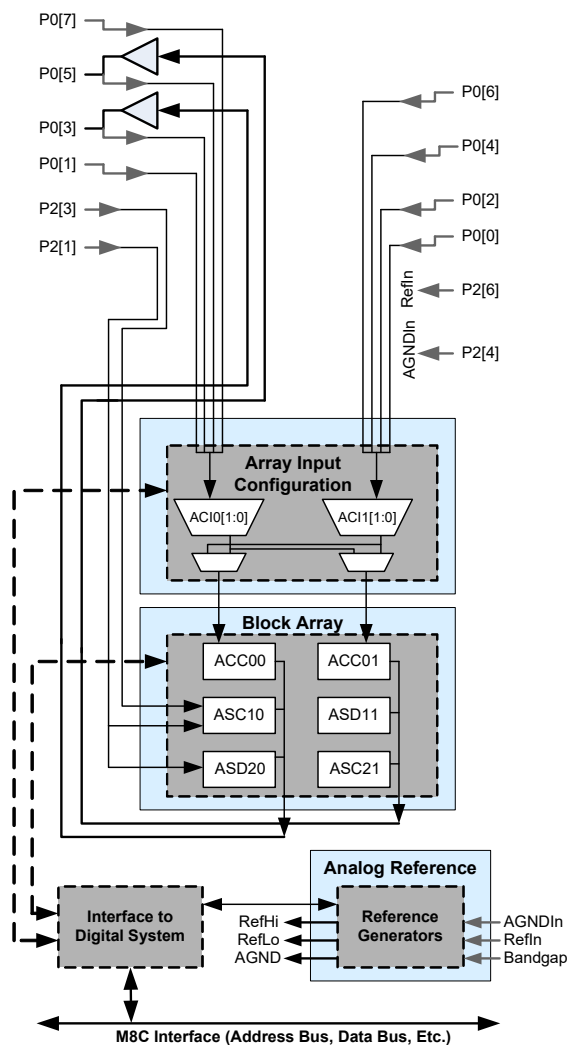 P0[7]
P0[5]
P0[3]
P0[1]
P2[3]
P2[1]
P0[6]
P0[4]
P0[2]
P0[0]
RefIn
P2[6]
AGNDIn
P2[4]
Array Input
Configuration
ACI0[1:0]
ACI1[1:0]
Block Array
ACC00
ACC01
ASC10
ASD11
ASD20
ASC21
Analog Reference
Interface to
Digital System
RefHi
RefLo
AGND
Reference
Generators
AGNDIn
RefIn
Bandgap
M8C Interface (Address Bus, Data Bus, Etc.)